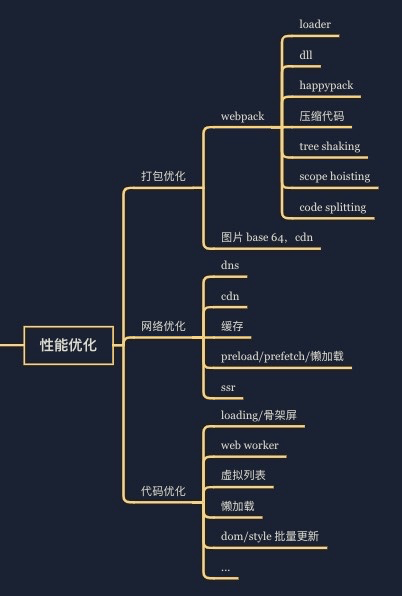 loader
dll
happypack
webpack
压缩代码
tree shaking
打包优化
scope hoisting
code splitting
图片 base 64，cdn
dns
cdn
网络优化
缓存
性能优化
preload/prefetch/懒加载
ssr
loading/骨架屏
web worker
虚拟列表
代码优化
懒加载
dom/style 批量更新
...